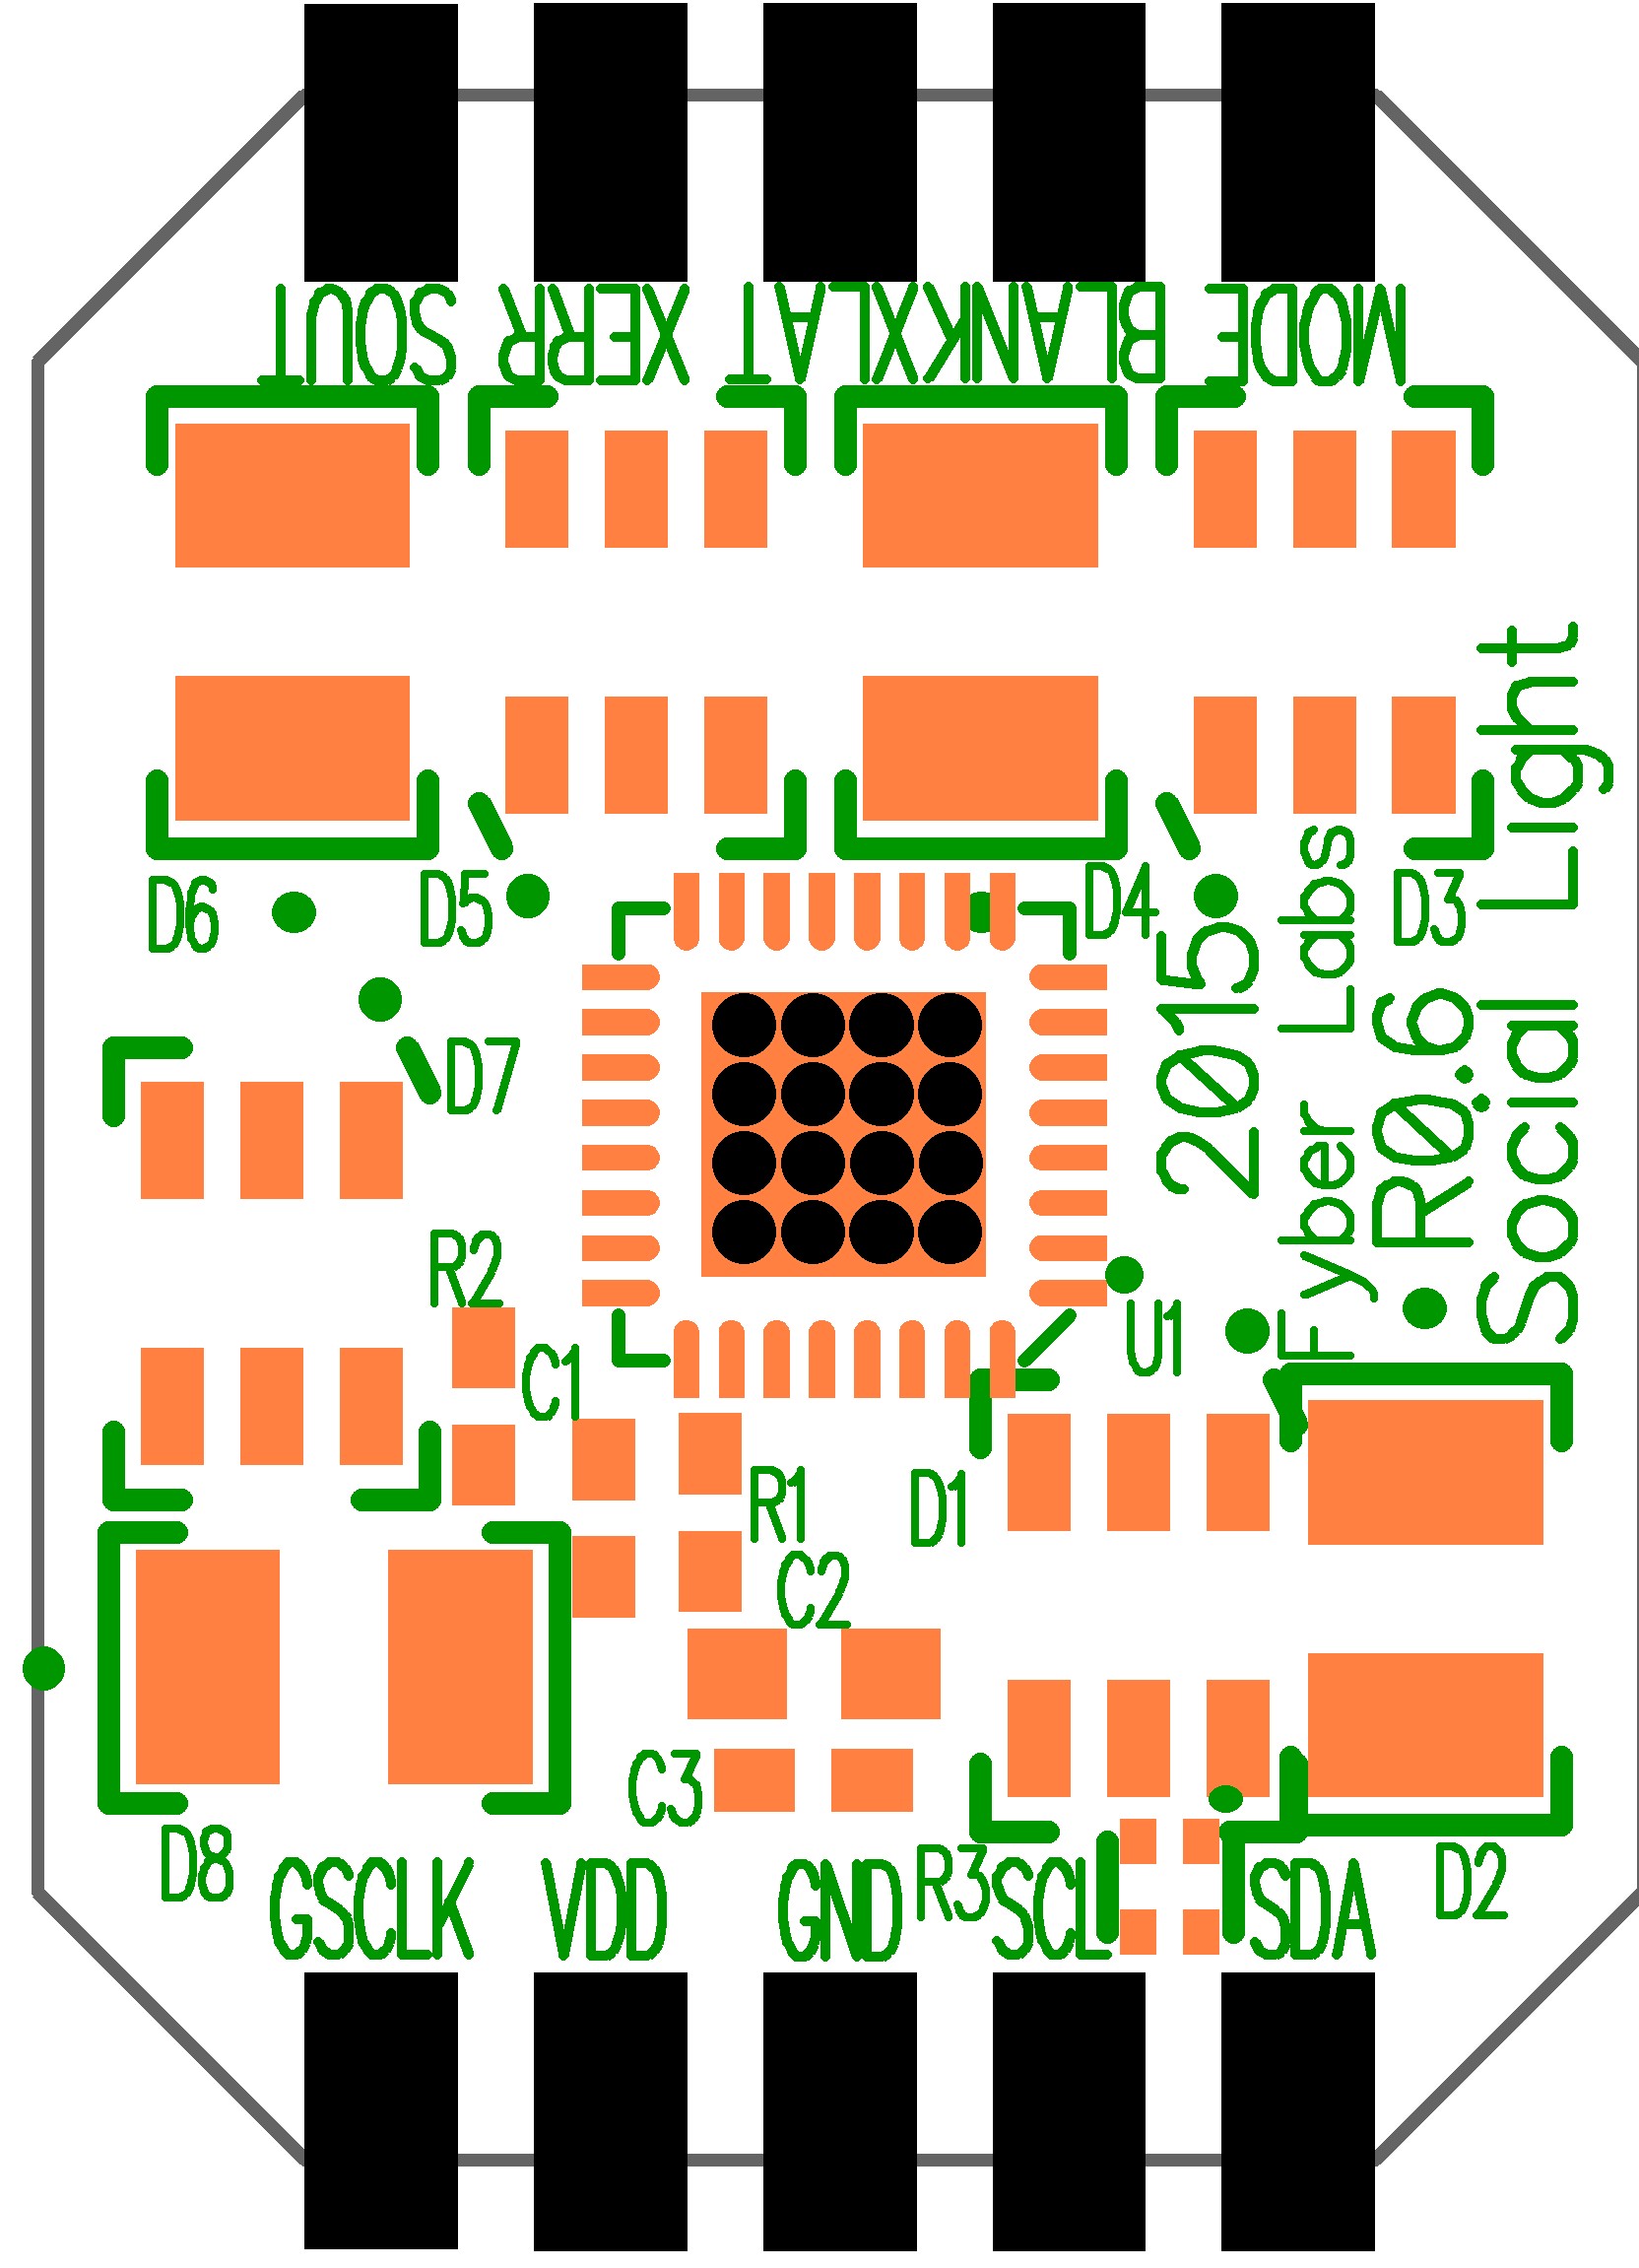 SOUT
XERR
XLAT
BLANK
MODE
D6
D5
D4
D3
D7
2015
Fyber Labs
R0.6
Social Light
R2
C1
U1
R1
D1
C2
C3
D8
R3
D2
GSCLK
VDD
GND
SCL
SDA